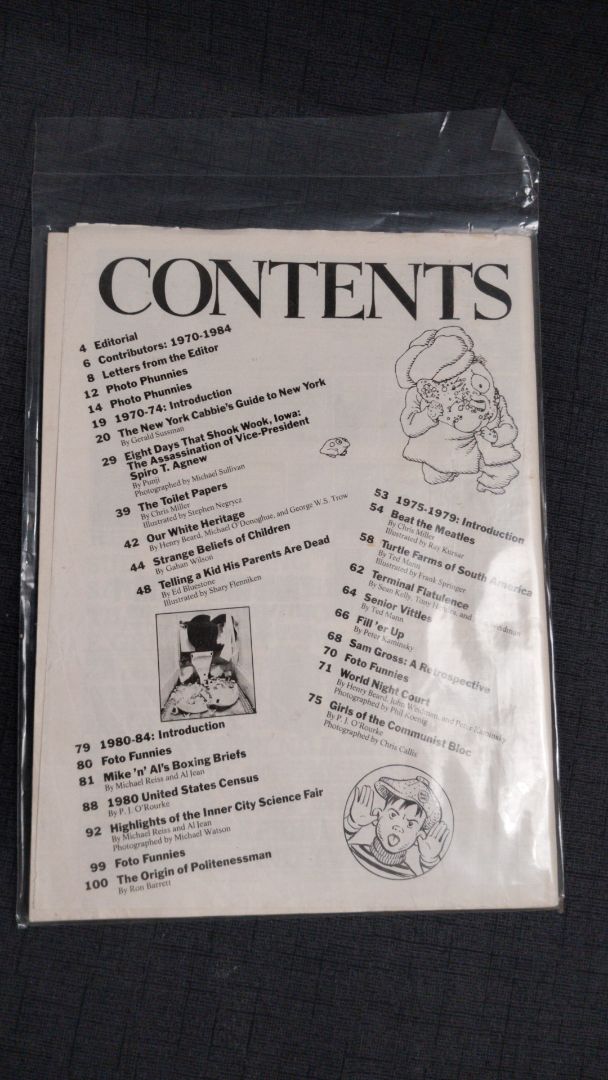 CONTENTS
4 Editorial
6 Contributors: 1970-1984
8 Letters from the Editor
12 Photo Phunnies
14 Photo Phunnies
19 1970-74: Introduction
20 The New York Cabbie's Guide to New York
By Gerald Sussman
29 Eight Days That Shook Wook, Iowa:
The Assassination of Vice-President
Spiro T. Agnew
By Punji
Photographed by Michael Sullivan
39 The Toilet Papers
By Chris Miller
Illustrated by Stephen Negrycz
42 Our White Heritage
By Henry Beard, Michael O'Donoghue, and George W.S. Trow
44 Strange Beliefs of Children
By Gahan Wilson
48 Telling a Kid His Parents Are Dead
By Ed Bluestone
Illustrated by Shary Flenniken
53 1975-1979: Introduction
54 Beat the Meatles
By Chris Miller
Illustrated by Ray Kursar
58 Turtle Farms of South America
By Ted Mann
Illustrated by Frank Springer
62 Terminal Flatulence
By Sean Kelly, Tony and
64 Senior Vittles
By Ted Mann
66 Fill 'er Up
By Peter Kaminsky
68 Sam Gross: A Retrospective
70 Foto Funnies
71 World Night Court
By Henry Beard, John Weidman, and Peter Kaminsky
Photographed by Phil Koenig
75 Girls of the Communist Bloc
By P. J. O'Rourke
Photographed by Chris Callis
79 1980-84: Introduction
80 Foto Funnies
81 Mike 'n' Al's Boxing Briefs
By Michael Reiss and Al Jean
88 1980 United States Census
By P. J. O'Rourke
92 Highlights of the Inner City Science Fair
By Michael Reiss and Al Jean
Photographed by Michael Watson
99 Foto Funnies
100 The Origin of Politenessman
By Ron Barrett